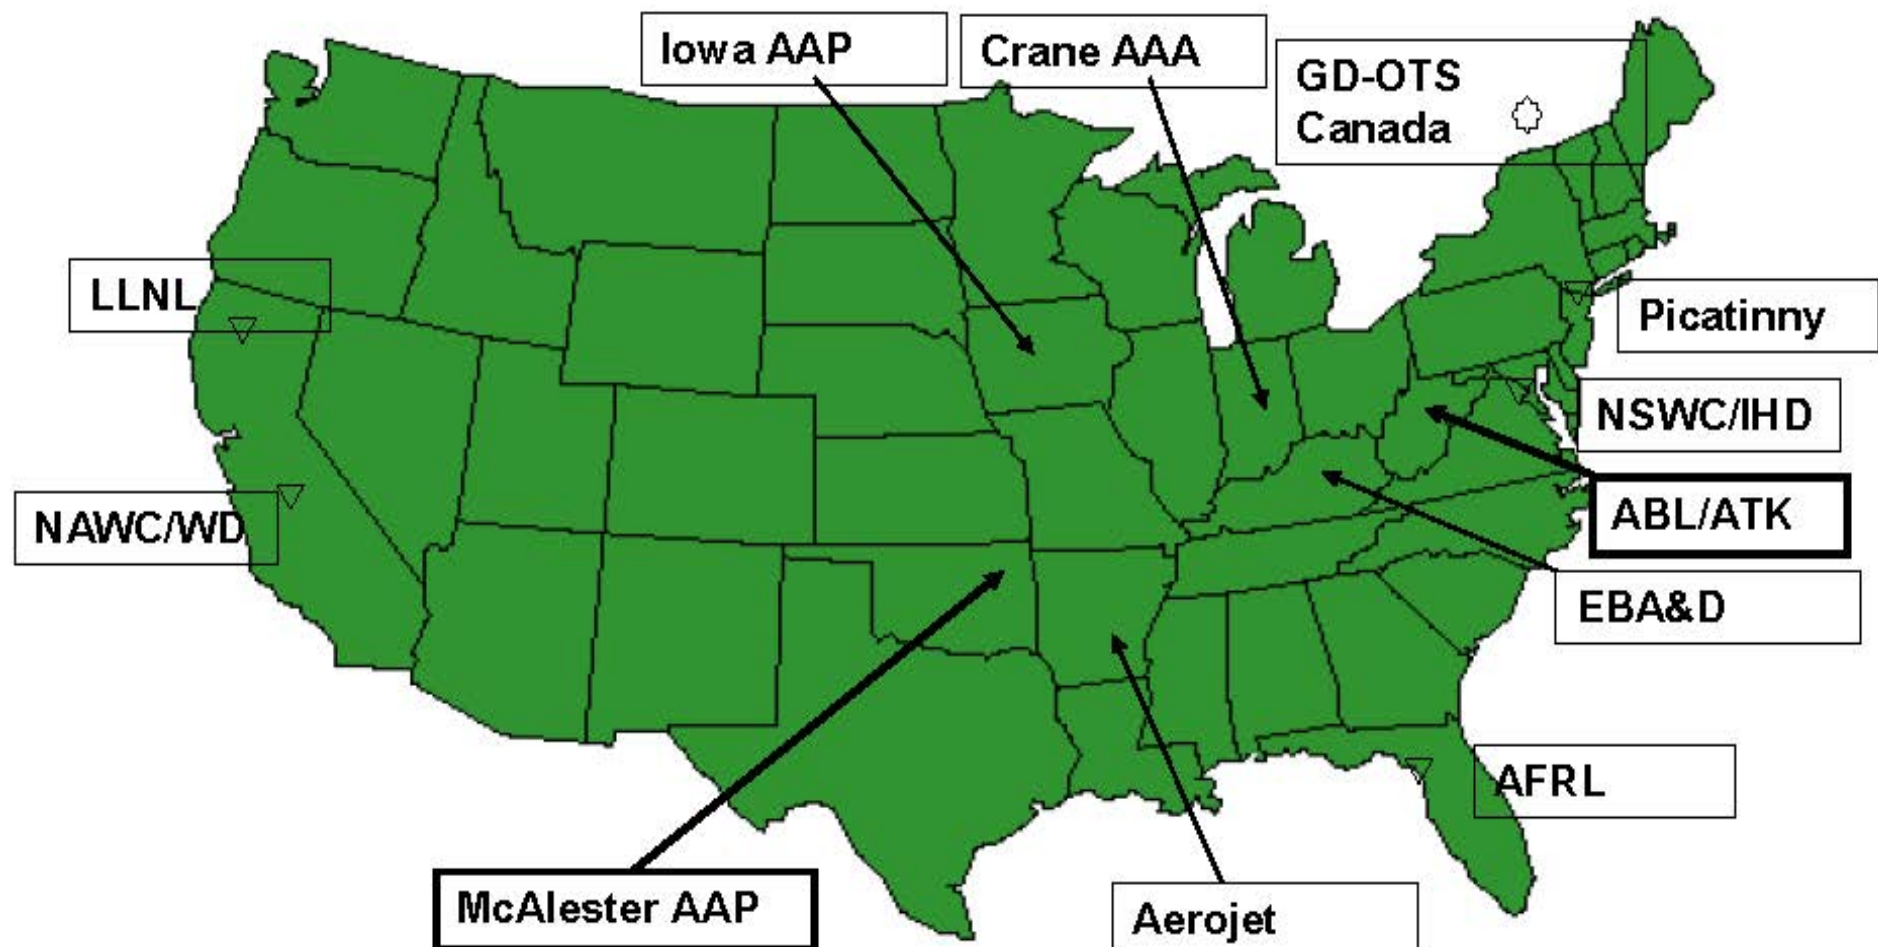 Iowa AAP
Crane AAA
GD-OTS
Canada
LLNL
Picatinny
NSWC/IHD
NAWC/WD
ABL/ATK
EBA&D
AFRL
McAlester AAP
Aerojet